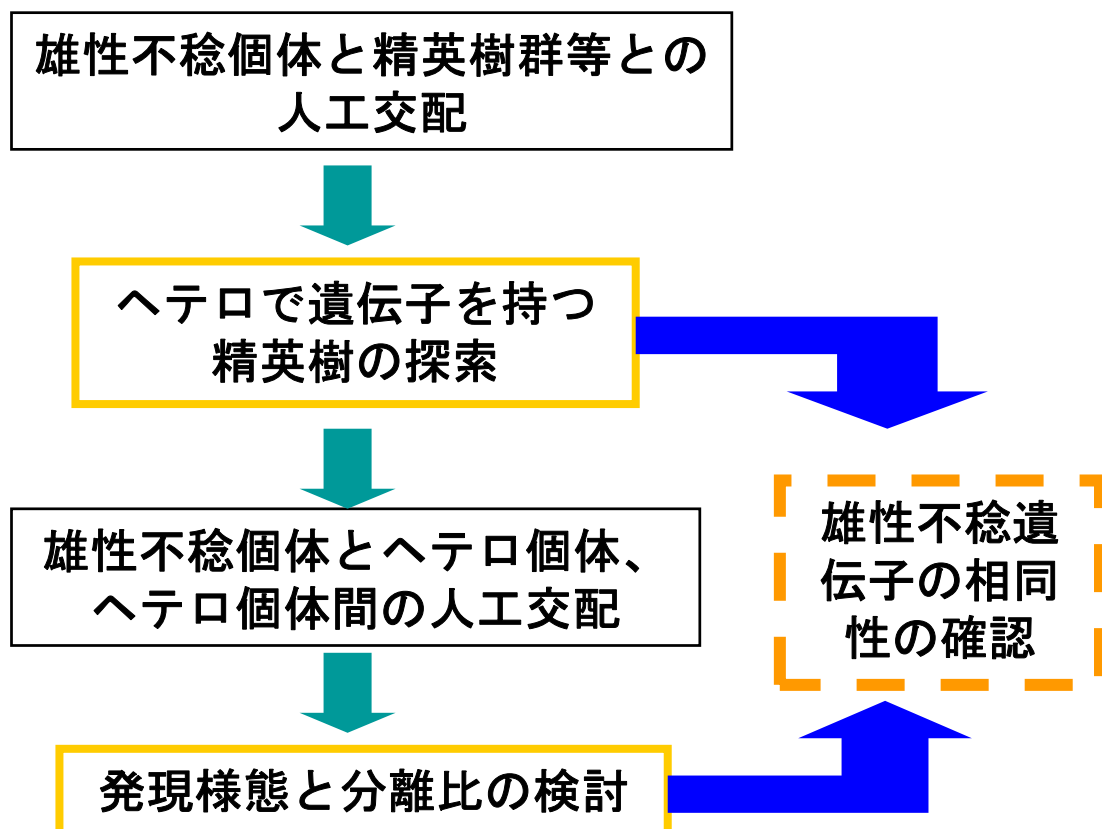 雄性不稔個体と精英樹群等との
人工交配
ヘテロで遺伝子を持つ
精英樹の探索
雄性不稔個体とヘテロ個体、
ヘテロ個体間の人工交配
発現様態と分離比の検討
雄性不稔遺
伝子の相同
性の確認